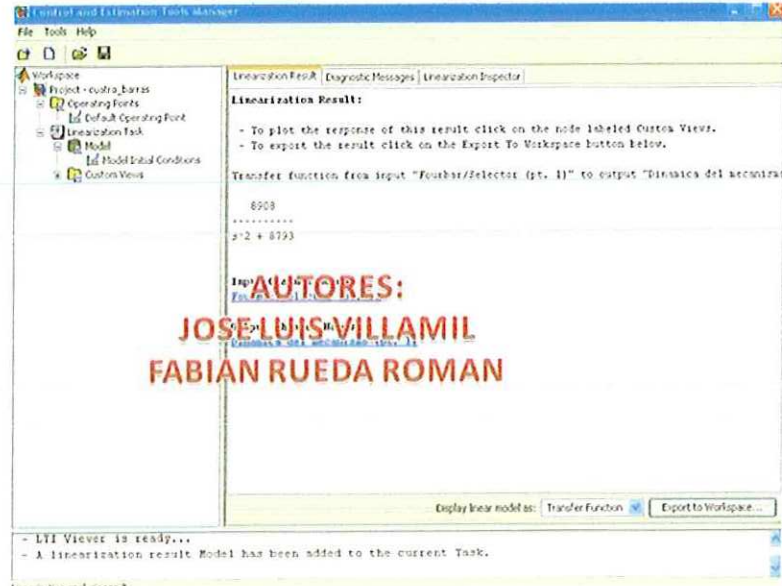 Control and Estimation Tools Manager
File Tools Help
Workspace
Project - cuatro_barras
Operating Points
Default Operating Point
Linearization Task
Model
Model Initial Conditions
Custom Views
Linearization Result Diagnostic Messages Linearization Inspector
Linearization Result:
- To plot the response of this result click on the node labeled Custom Views.
- To export the result click on the Export To Workspace button below.
Transfer function from input "Fourbar/Selector (pt. 1)" to output "Dinamica del mecanism
8908
----------
s^2 + 8793
AUTORES:
JOSE LUIS VILLAMIL
Dinamica del mecanismo (pt. 1)
FABIAN RUEDA ROMAN
Display linear model as: Transfer Function Export to Workspace...
- LTI Viewer is ready...
- A linearization result Model has been added to the current Task.